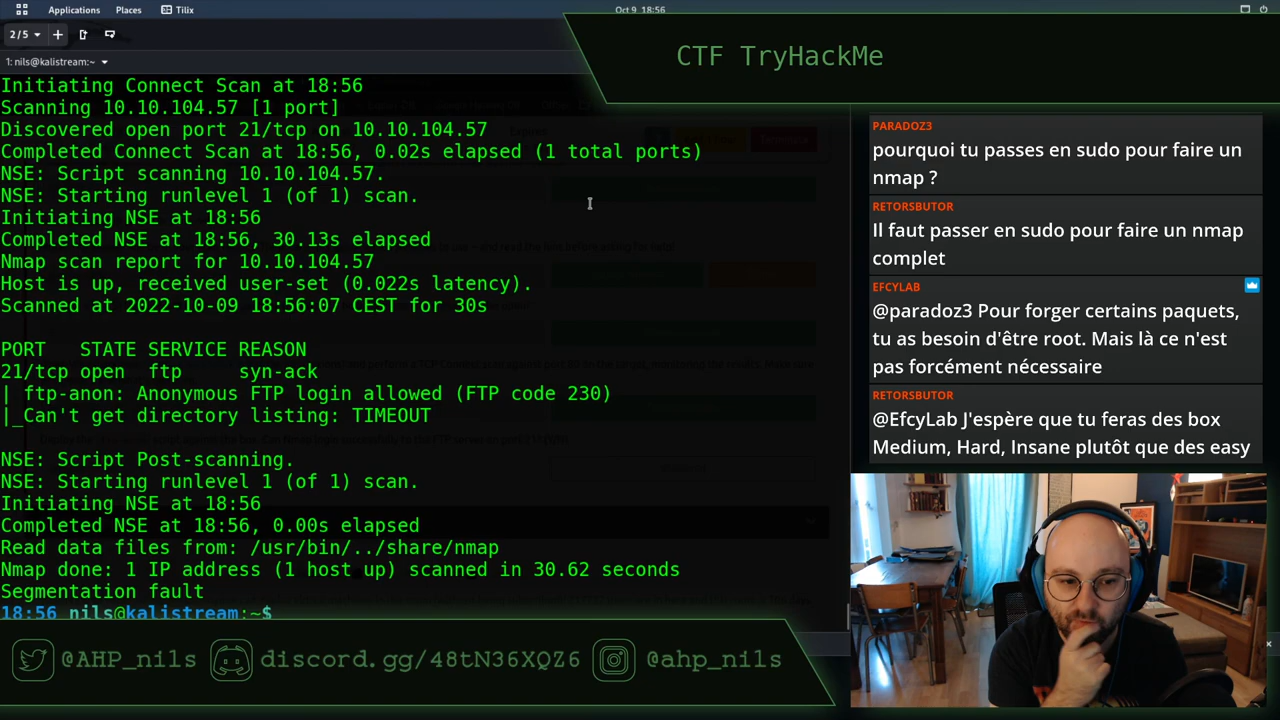 Applications Places Tilix
Oct 9 18:56
2/5
1: nils@kalistream:~
CTF TryHackMe
Initiating Connect Scan at 18:56
Scanning 10.10.104.57 [1 port]
Discovered open port 21/tcp on 10.10.104.57
Completed Connect Scan at 18:56, 0.02s elapsed (1 total ports)
NSE: Script scanning 10.10.104.57.
NSE: Starting runlevel 1 (of 1) scan.
Initiating NSE at 18:56
Completed NSE at 18:56, 30.13s elapsed
Nmap scan report for 10.10.104.57
Host is up, received user-set (0.022s latency).
Scanned at 2022-10-09 18:56:07 CEST for 30s
PORT STATE SERVICE REASON
21/tcp open ftp syn-ack
| ftp-anon: Anonymous FTP login allowed (FTP code 230)
|_Can't get directory listing: TIMEOUT
NSE: Script Post-scanning.
NSE: Starting runlevel 1 (of 1) scan.
Initiating NSE at 18:56
Completed NSE at 18:56, 0.00s elapsed
Read data files from: /usr/bin/../share/nmap
Nmap done: 1 IP address (1 host up) scanned in 30.62 seconds
Segmentation fault
18:56 nils@kalistream:~$
PARADOZ3
pourquoi tu passes en sudo pour faire un
nmap ?
RETORSBUTOR
Il faut passer en sudo pour faire un nmap
complet
EFCYLAB
@paradoz3 Pour forger certains paquets,
tu as besoin d'être root. Mais là ce n'est
pas forcément nécessaire
RETORSBUTOR
@EfcyLab J'espère que tu feras des box
Medium, Hard, Insane plutôt que des easy
@AHP_nils discord.gg/48tN36XQZ6 @ahp_nils